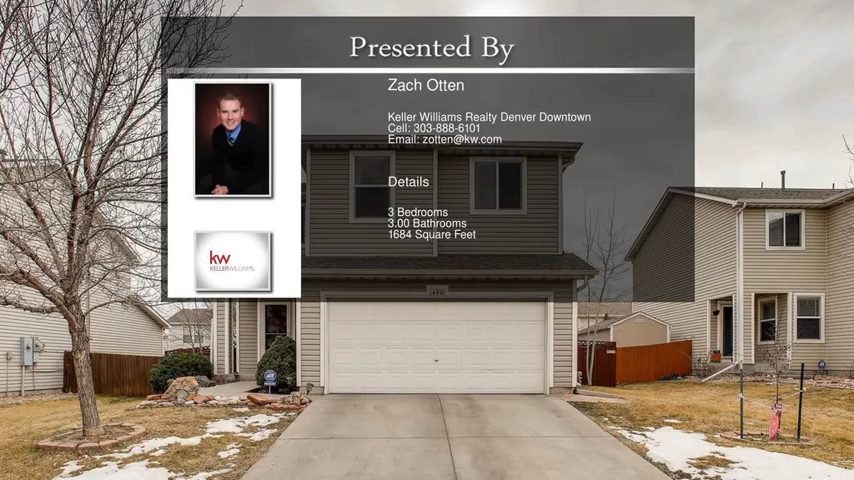 Presented By
Zach Otten
Keller Williams Realty Denver Downtown
Cell: 303-888-6101
Email: zotten@kw.com
Details
3 Bedrooms
3.00 Bathrooms
1684 Square Feet
kw
KELLERWILLIAMS